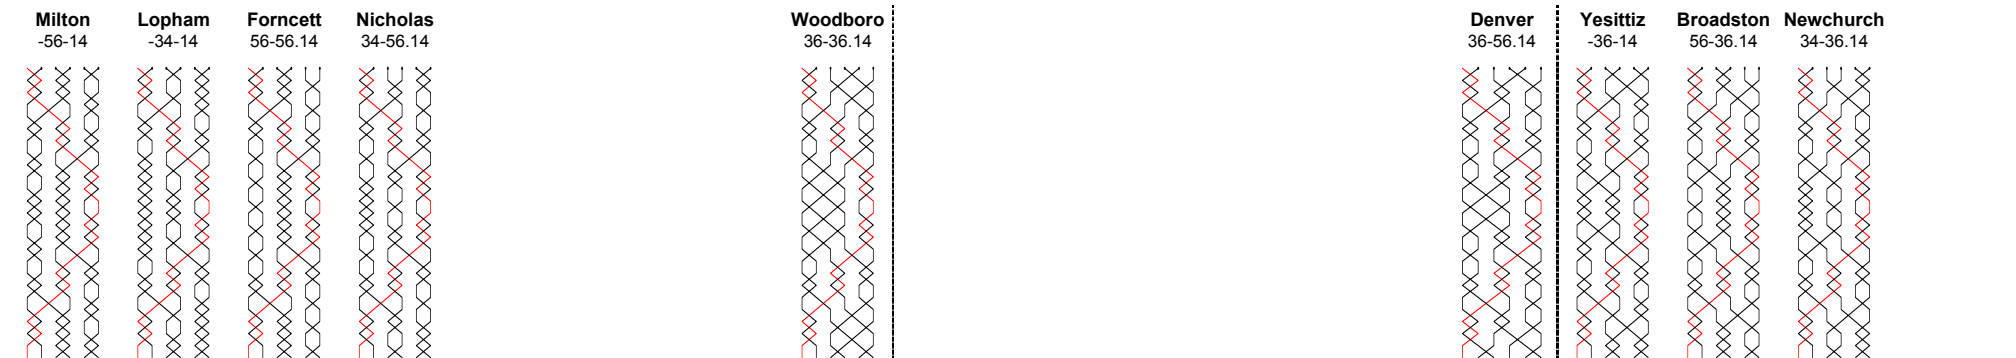 Milton Lopham Forncett Nicholas Woodboro Denver Yesittiz Broadston Newchurch
-56-14 -34-14 56-56.14 34-56.14 36-36.14 36-56.14 -36-14 56-36.14 34-36.14